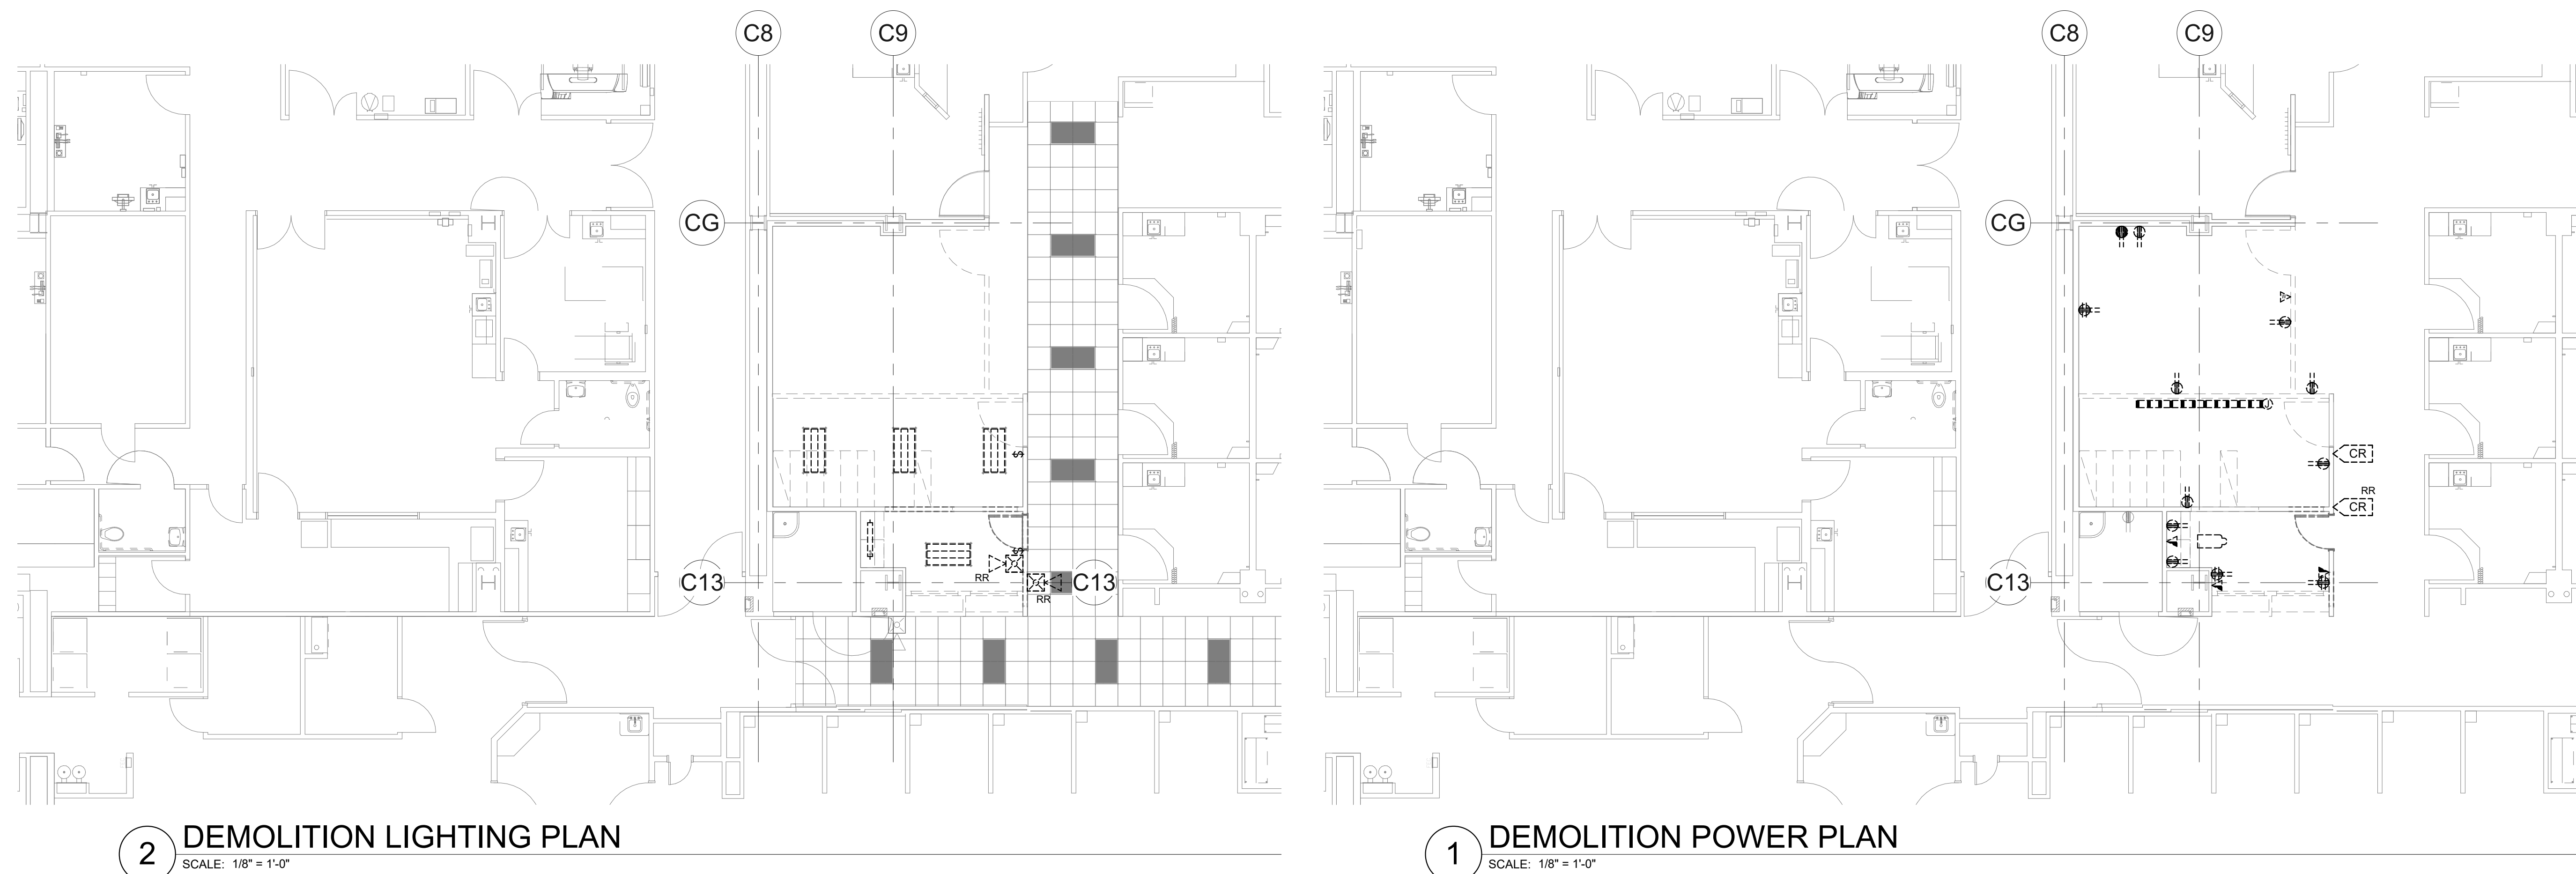 C8
C9
C8
C9
CG
CG
CR
RR
CR
$
$
C13
RR
C13
RR
C13
2
DEMOLITION LIGHTING PLAN
SCALE: 1/8" = 1'-0"
1
DEMOLITION POWER PLAN
SCALE: 1/8" = 1'-0"